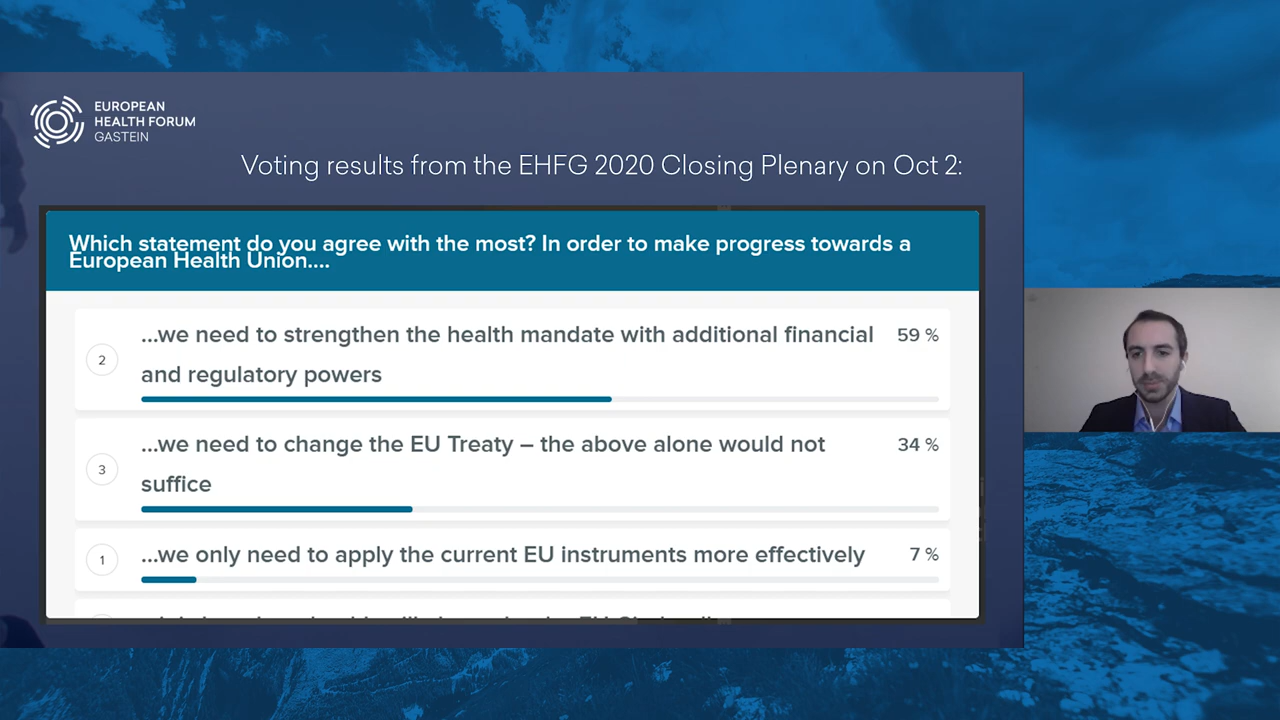 EUROPEAN
HEALTH FORUM
GASTEIN
Voting results from the EHFG 2020 Closing Plenary on Oct 2:
Which statement do you agree with the most? In order to make progress towards a
European Health Union....
2
...we need to strengthen the health mandate with additional financial
and regulatory powers
59 %
3
...we need to change the EU Treaty – the above alone would not
suffice
34 %
1
...we only need to apply the current EU instruments more effectively
7 %